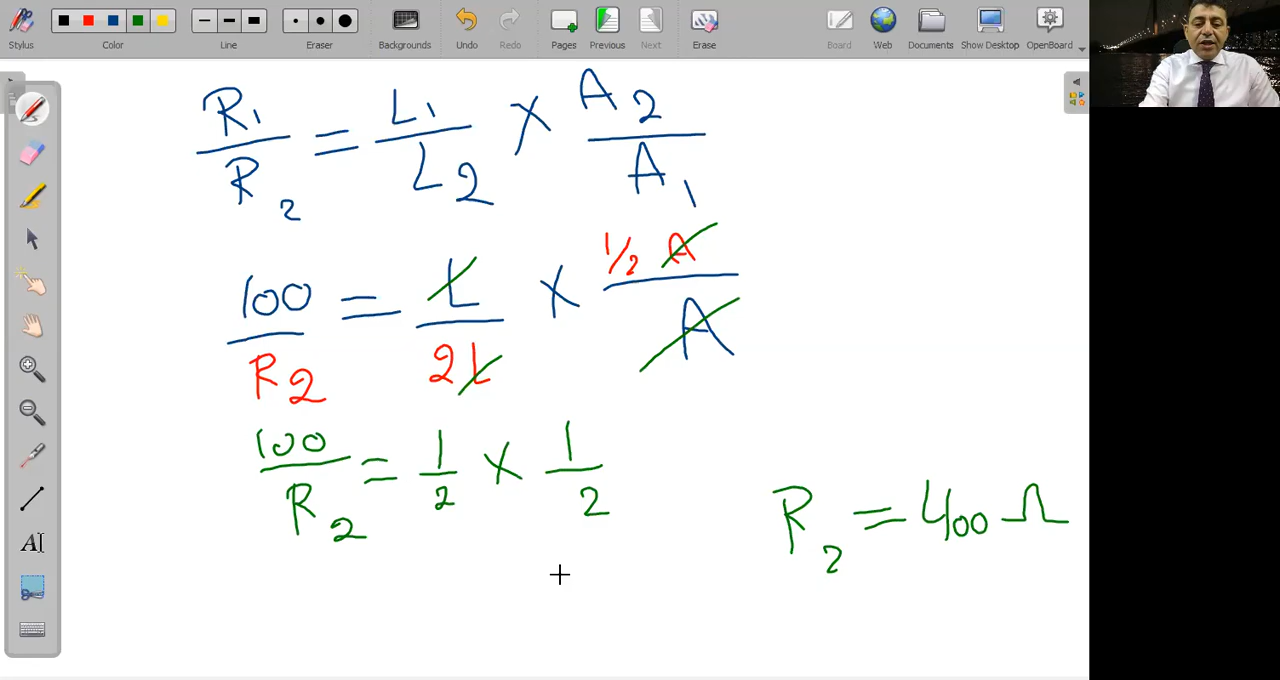 Stylus Color Line Eraser Backgrounds Undo Redo Pages Previous Next Erase Board Web Documents Show Desktop OpenBoard
R₁/R₂ = L₁/L₂ × A₂/A₁
100/R₂ = L/2L × 1/2 A/A
100/R₂ = 1/2 × 1/2
R₂ = 400 Ω